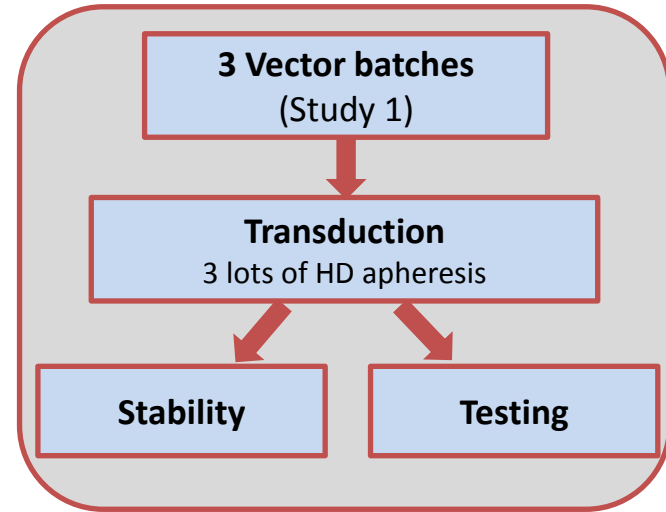 3 Vector batches
(Study 1)
Transduction
3 lots of HD apheresis
Stability
Testing